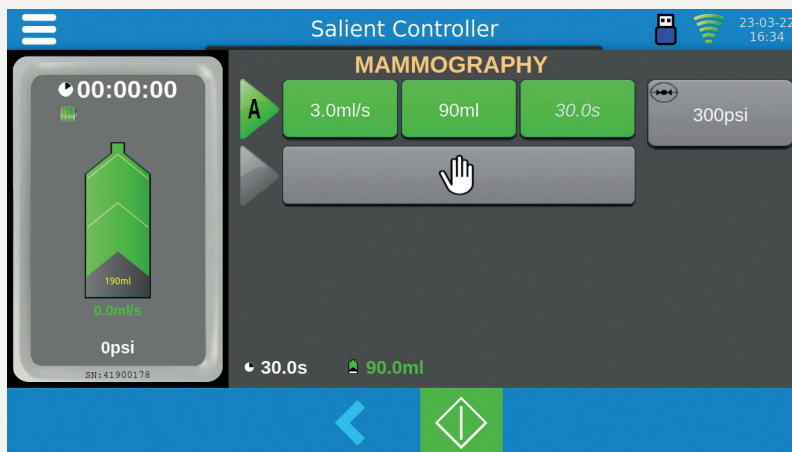 Salient Controller
23-03-22
16:34
00:00:00
190ml
0.0ml/s
0psi
SN:41900178
MAMMOGRAPHY
A
3.0ml/s 90ml 30.0s
300psi
30.0s 90.0ml